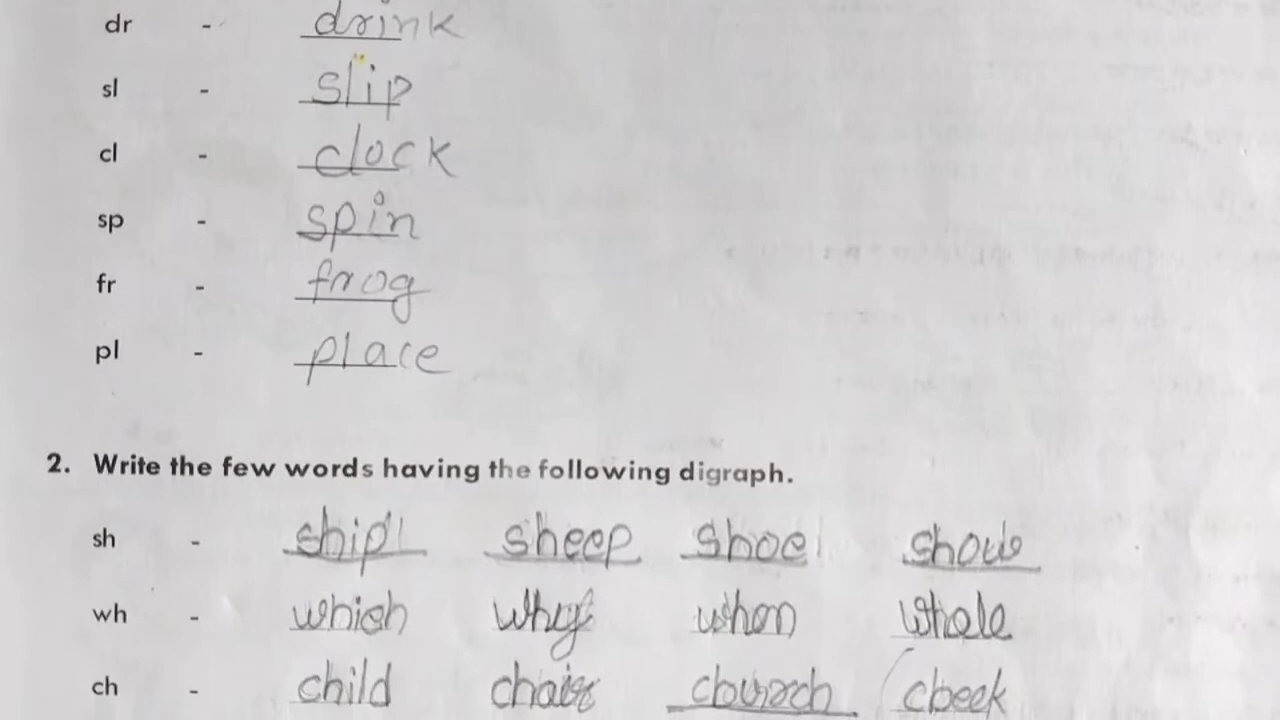 dr - drink
sl - slip
cl - clock
sp - spin
fr - frog
pl - place
2. Write the few words having the following digraph.
sh - ship sheep shoe show
wh - which why when whale
ch - child chair church cheek